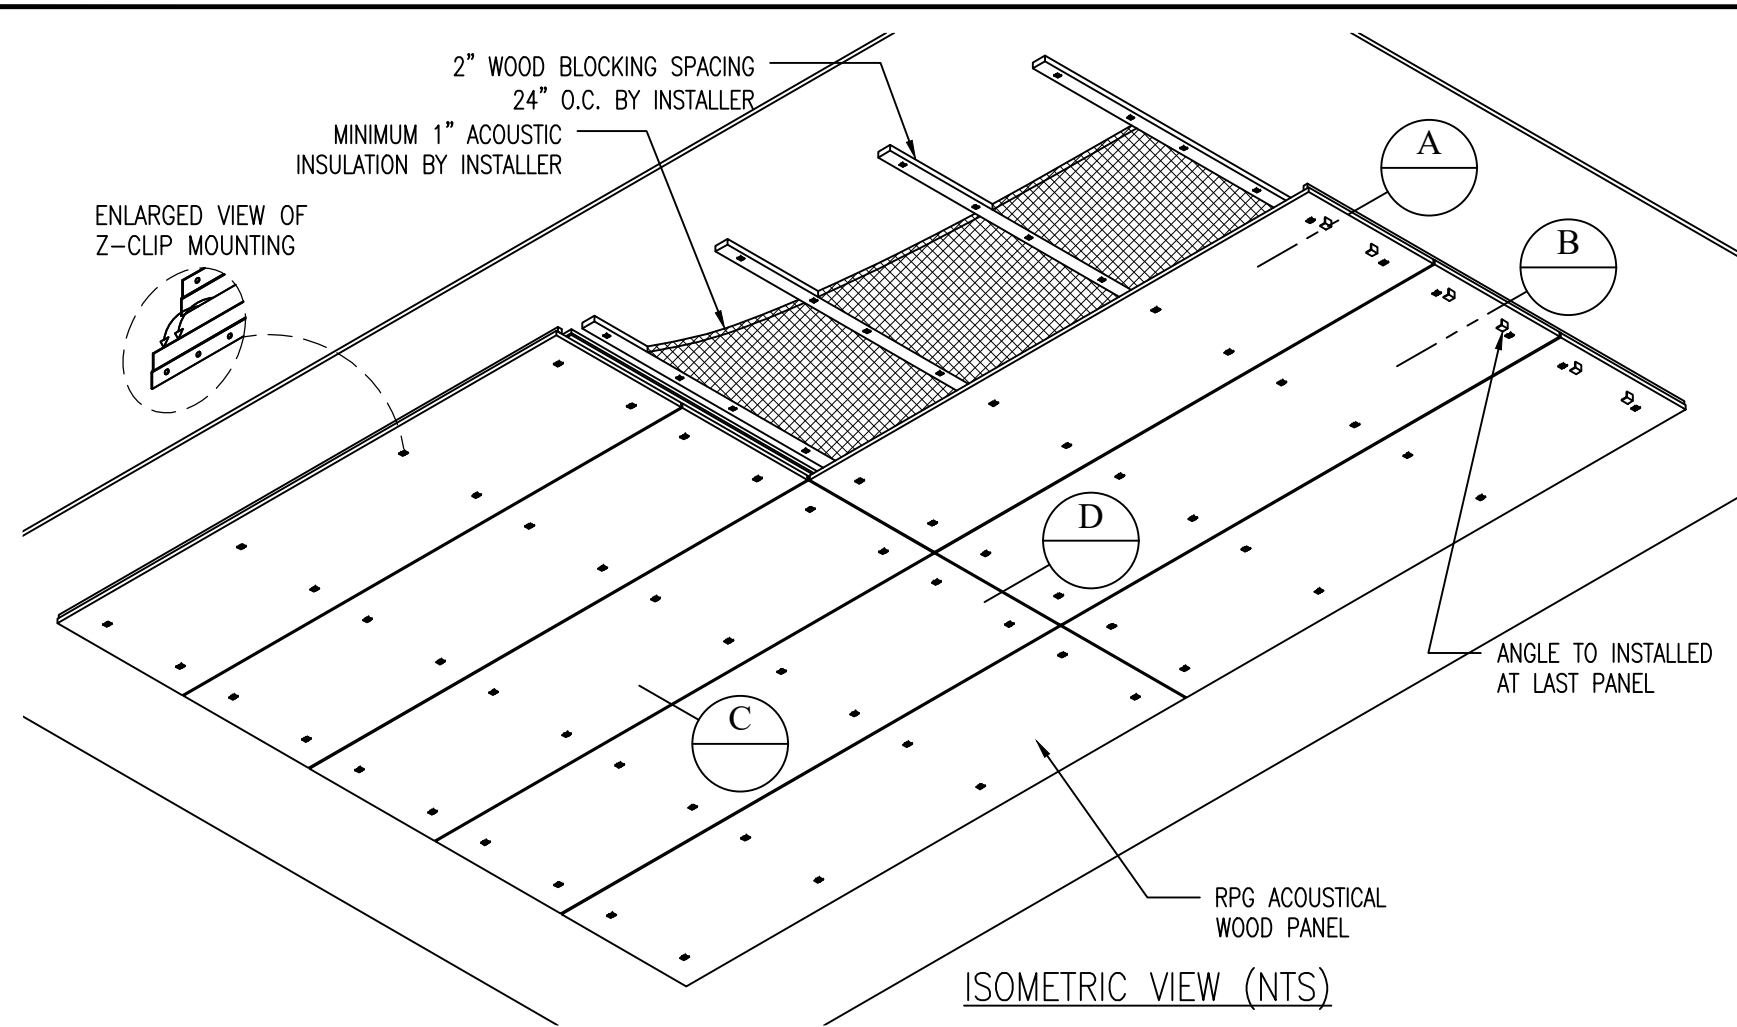 2” WOOD BLOCKING SPACING
24” O.C. BY INSTALLER
MINIMUM 1” ACOUSTIC
INSULATION BY INSTALLER
ENLARGED VIEW OF
Z-CLIP MOUNTING
A
B
C
D
ANGLE TO INSTALLED
AT LAST PANEL
RPG ACOUSTICAL
WOOD PANEL
ISOMETRIC VIEW (NTS)